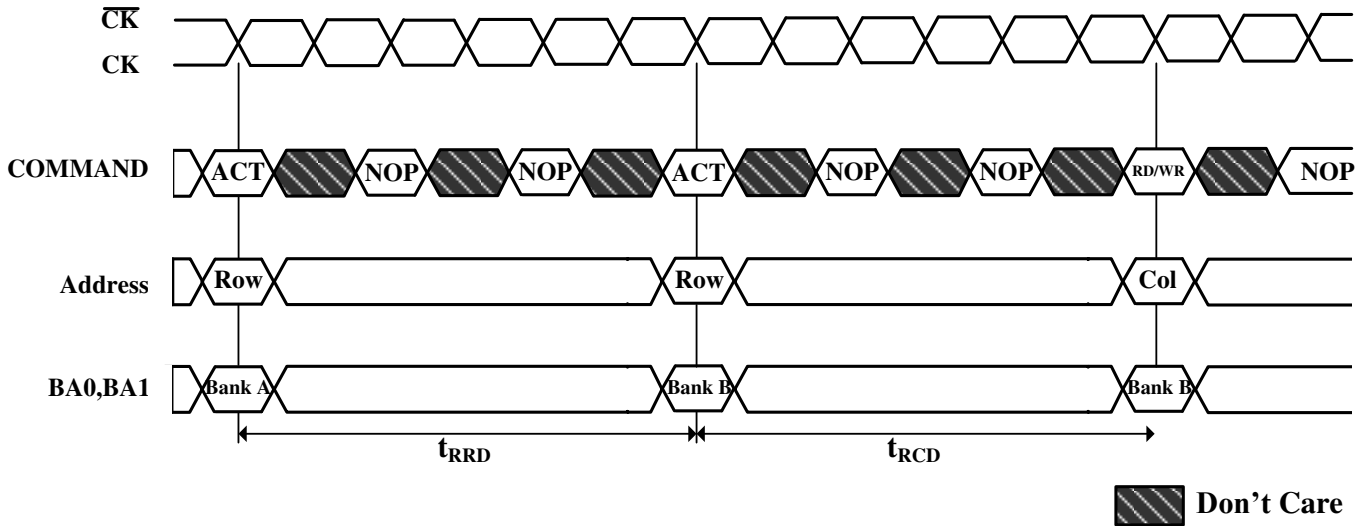 C̅K̅
CK
COMMAND ACT NOP NOP ACT NOP NOP RD/WR NOP
Address Row Row Col
BA0,BA1 Bank A Bank B Bank B
tRRD tRCD
Don't Care